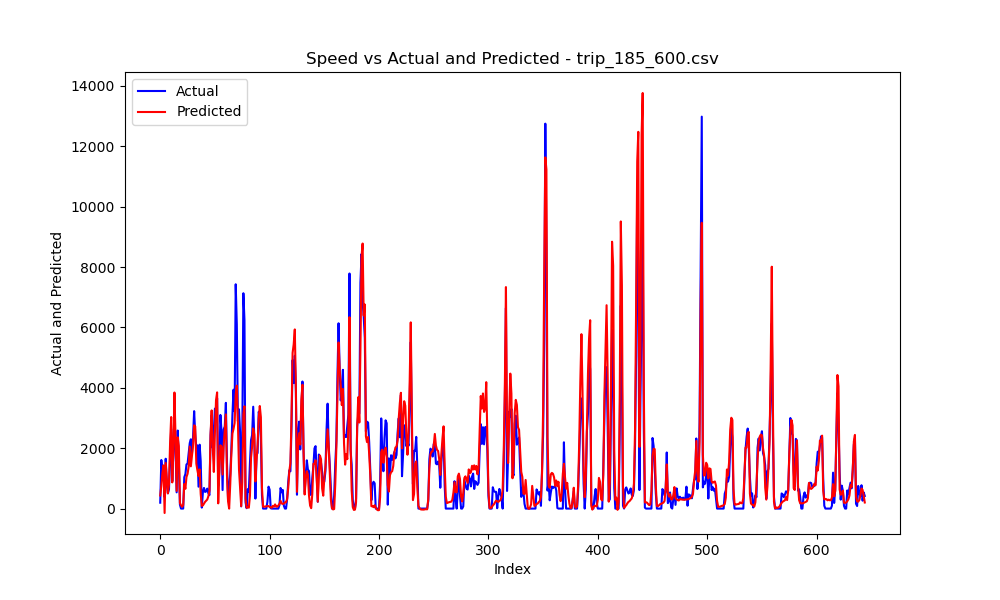 Speed vs Actual and Predicted - trip_185_600.csv
Actual
Predicted
14000
12000
10000
8000
6000
4000
2000
0
Actual and Predicted
0 100 200 300 400 500 600
Index